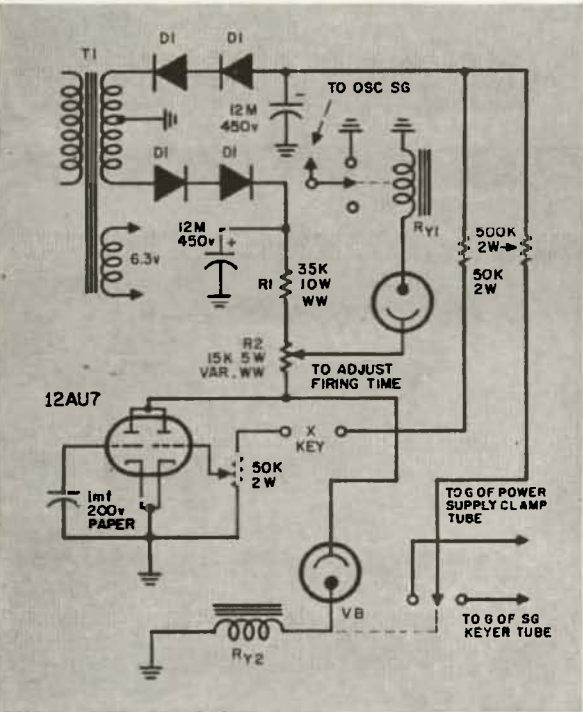 D1
D1
T1
12M
450v
−
TO OSC SG
D1
D1
RY1
12M
450v
+
6.3v
500K
2W
50K
2W
R1
35K
10W
WW
R2
15K 5W
VAR. WW
TO ADJUST
FIRING TIME
12AU7
X
KEY
50K
2W
1mf
200v
PAPER
TO G OF POWER
SUPPLY CLAMP
TUBE
VB
TO G OF SG
KEYER TUBE
RY2